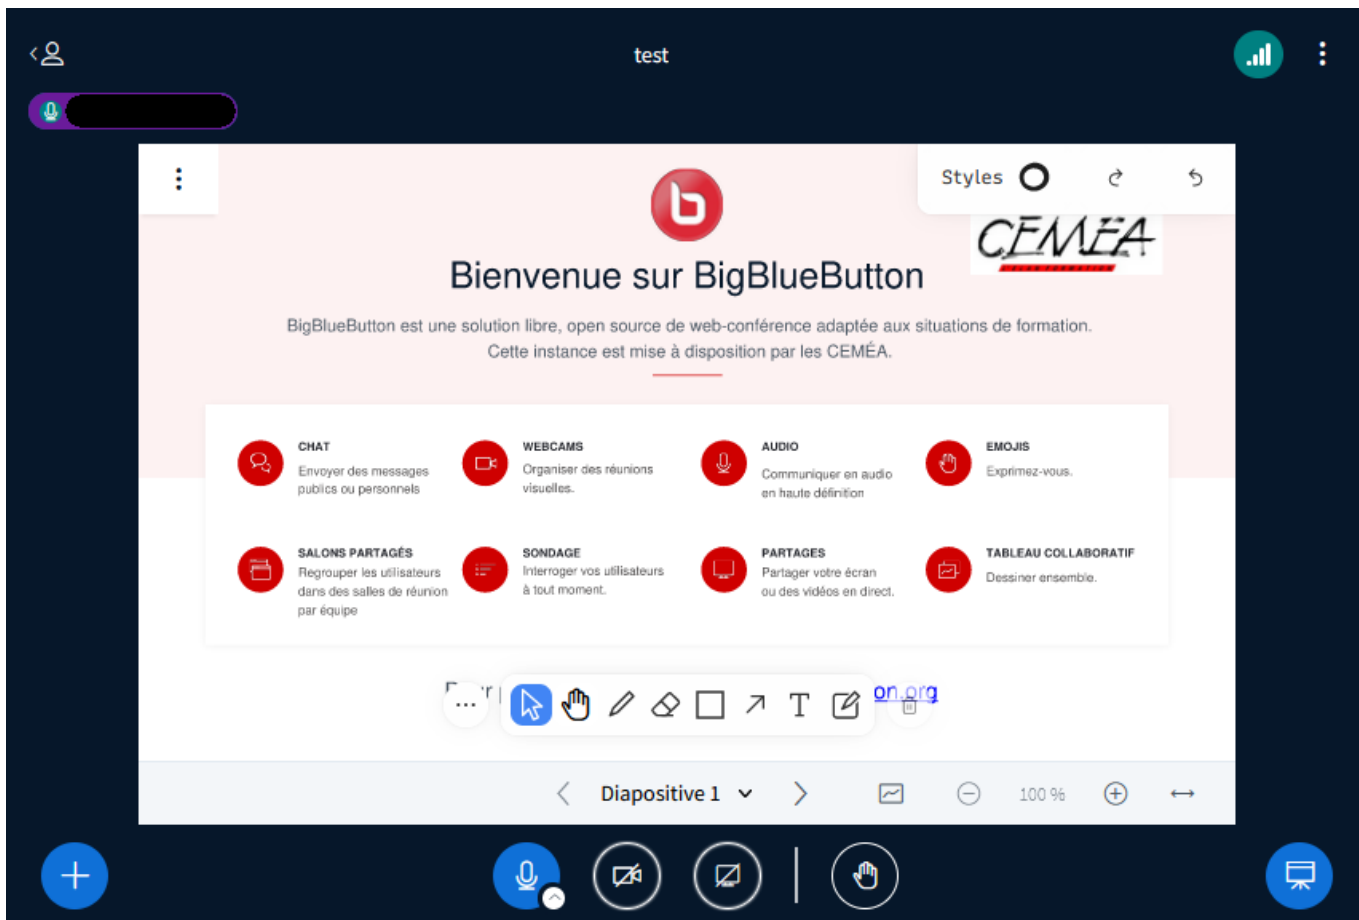 test
Styles
CEMÉA
Bienvenue sur BigBlueButton
BigBlueButton est une solution libre, open source de web-conférence adaptée aux situations de formation.
Cette instance est mise à disposition par les CEMÉA.
CHAT
Envoyer des messages
publics ou personnels
WEBCAMS
Organiser des réunions
visuelles.
AUDIO
Communiquer en audio
en haute définition
EMOJIS
Exprimez-vous.
SALONS PARTAGÉS
Regrouper les utilisateurs
dans des salles de réunion
par équipe
SONDAGE
Interroger vos utilisateurs
à tout moment.
PARTAGES
Partager votre écran
ou des vidéos en direct.
TABLEAU COLLABORATIF
Dessiner ensemble.
on.org
Diapositive 1
100 %